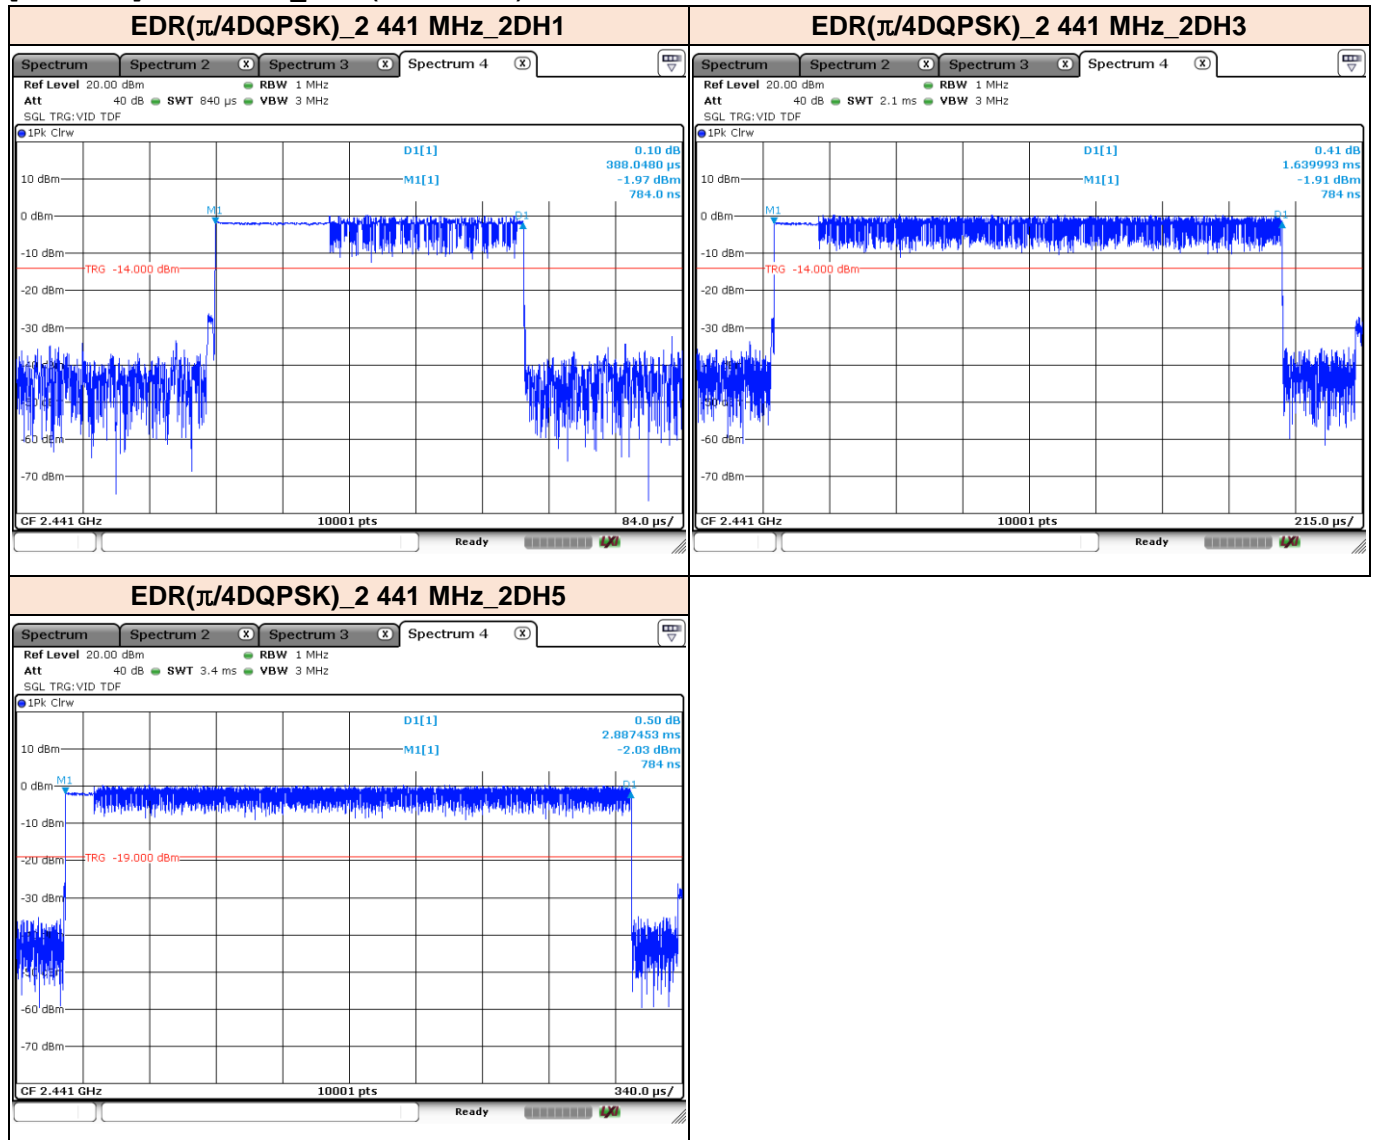 EDR(π/4DQPSK)_2 441 MHz_2DH1
Spectrum Spectrum 2 X Spectrum 3 X Spectrum 4 X
Ref Level 20.00 dBm RBW 1 MHz
Att 40 dB SWT 840 µs VBW 3 MHz
SGL TRG:VID TDF
1Pk Clrw
D1[1] 0.10 dB
388.0480 µs
10 dBm M1[1] -1.97 dBm
784.0 ns
M1
0 dBm D1
-10 dBm
TRG -14.000 dBm
-20 dBm
-30 dBm
-60 dBm
-70 dBm
CF 2.441 GHz 10001 pts 84.0 µs/
Ready LXI
EDR(π/4DQPSK)_2 441 MHz_2DH3
Spectrum Spectrum 2 X Spectrum 3 X Spectrum 4 X
Ref Level 20.00 dBm RBW 1 MHz
Att 40 dB SWT 2.1 ms VBW 3 MHz
SGL TRG:VID TDF
1Pk Clrw
D1[1] 0.41 dB
1.639993 ms
10 dBm M1[1] -1.91 dBm
784 ns
M1
0 dBm D1
-10 dBm
TRG -14.000 dBm
-20 dBm
-30 dBm
-60 dBm
-70 dBm
CF 2.441 GHz 10001 pts 215.0 µs/
Ready LXI
EDR(π/4DQPSK)_2 441 MHz_2DH5
Spectrum Spectrum 2 X Spectrum 3 X Spectrum 4 X
Ref Level 20.00 dBm RBW 1 MHz
Att 40 dB SWT 3.4 ms VBW 3 MHz
SGL TRG:VID TDF
1Pk Clrw
D1[1] 0.50 dB
2.887453 ms
10 dBm M1[1] -2.03 dBm
784 ns
0 dBm M1 D1
-10 dBm
-20 dBm TRG -19.000 dBm
-30 dBm
-60 dBm
-70 dBm
CF 2.441 GHz 10001 pts 340.0 µs/
Ready LXI